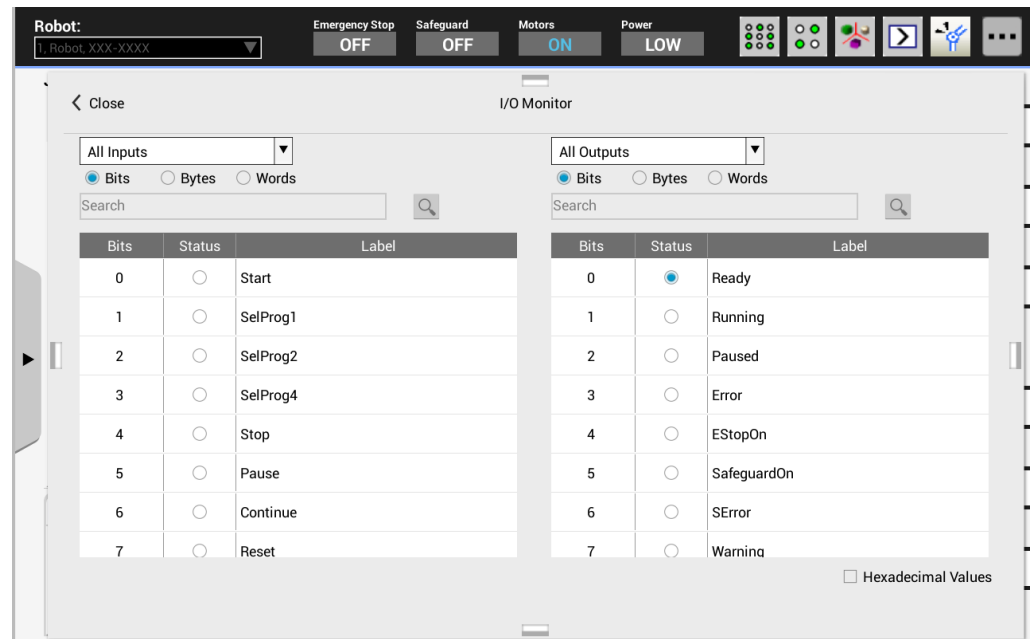 Robot:
1, Robot, XXX-XXXX
Emergency Stop
OFF
Safeguard
OFF
Motors
ON
Power
LOW
Close
I/O Monitor
All Inputs
Bits Bytes Words
Search
Bits Status Label
0 Start
1 SelProg1
2 SelProg2
3 SelProg4
4 Stop
5 Pause
6 Continue
7 Reset
All Outputs
Bits Bytes Words
Search
Bits Status Label
0 Ready
1 Running
2 Paused
3 Error
4 EStopOn
5 SafeguardOn
6 SError
7 Warning
Hexadecimal Values